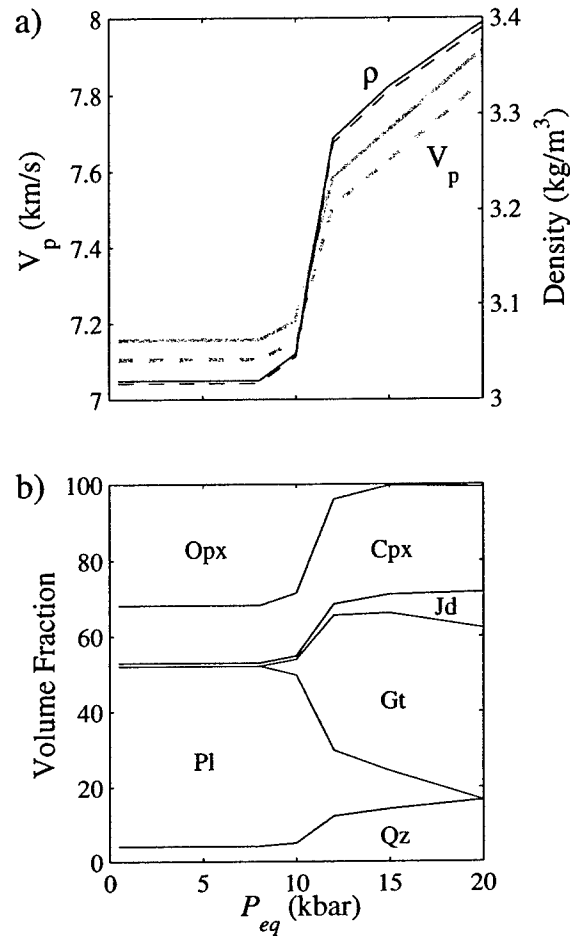 a)
8
7.8
7.6
7.4
7.2
7
V_p (km/s)
ρ
V_p
3.4
3.3
3.2
3.1
3
Density (kg/m³)
b)
100
80
60
40
20
0
Volume Fraction
Opx
Cpx
Jd
Gt
Pl
Qz
0 5 10 15 20
P_eq (kbar)